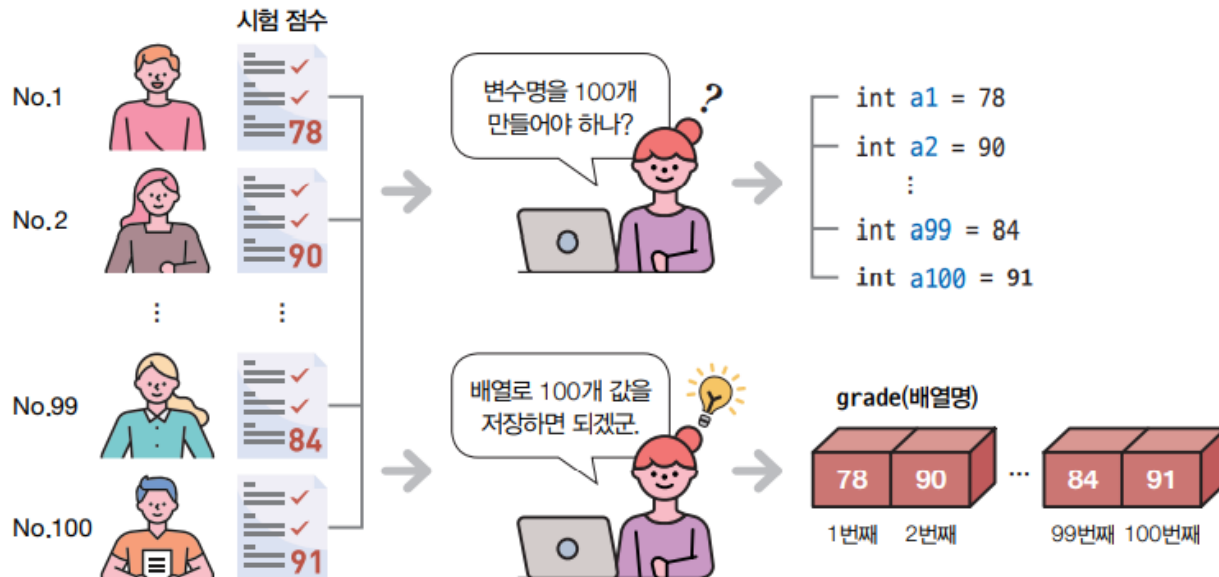 시험 점수
No.1
78
No.2
90
⋮ ⋮
No.99
84
No.100
91
변수명을 100개
만들어야 하나?
?
int a1 = 78
int a2 = 90
⋮
int a99 = 84
int a100 = 91
배열로 100개 값을
저장하면 되겠군.
grade(배열명)
78 90 ... 84 91
1번째 2번째 99번째 100번째